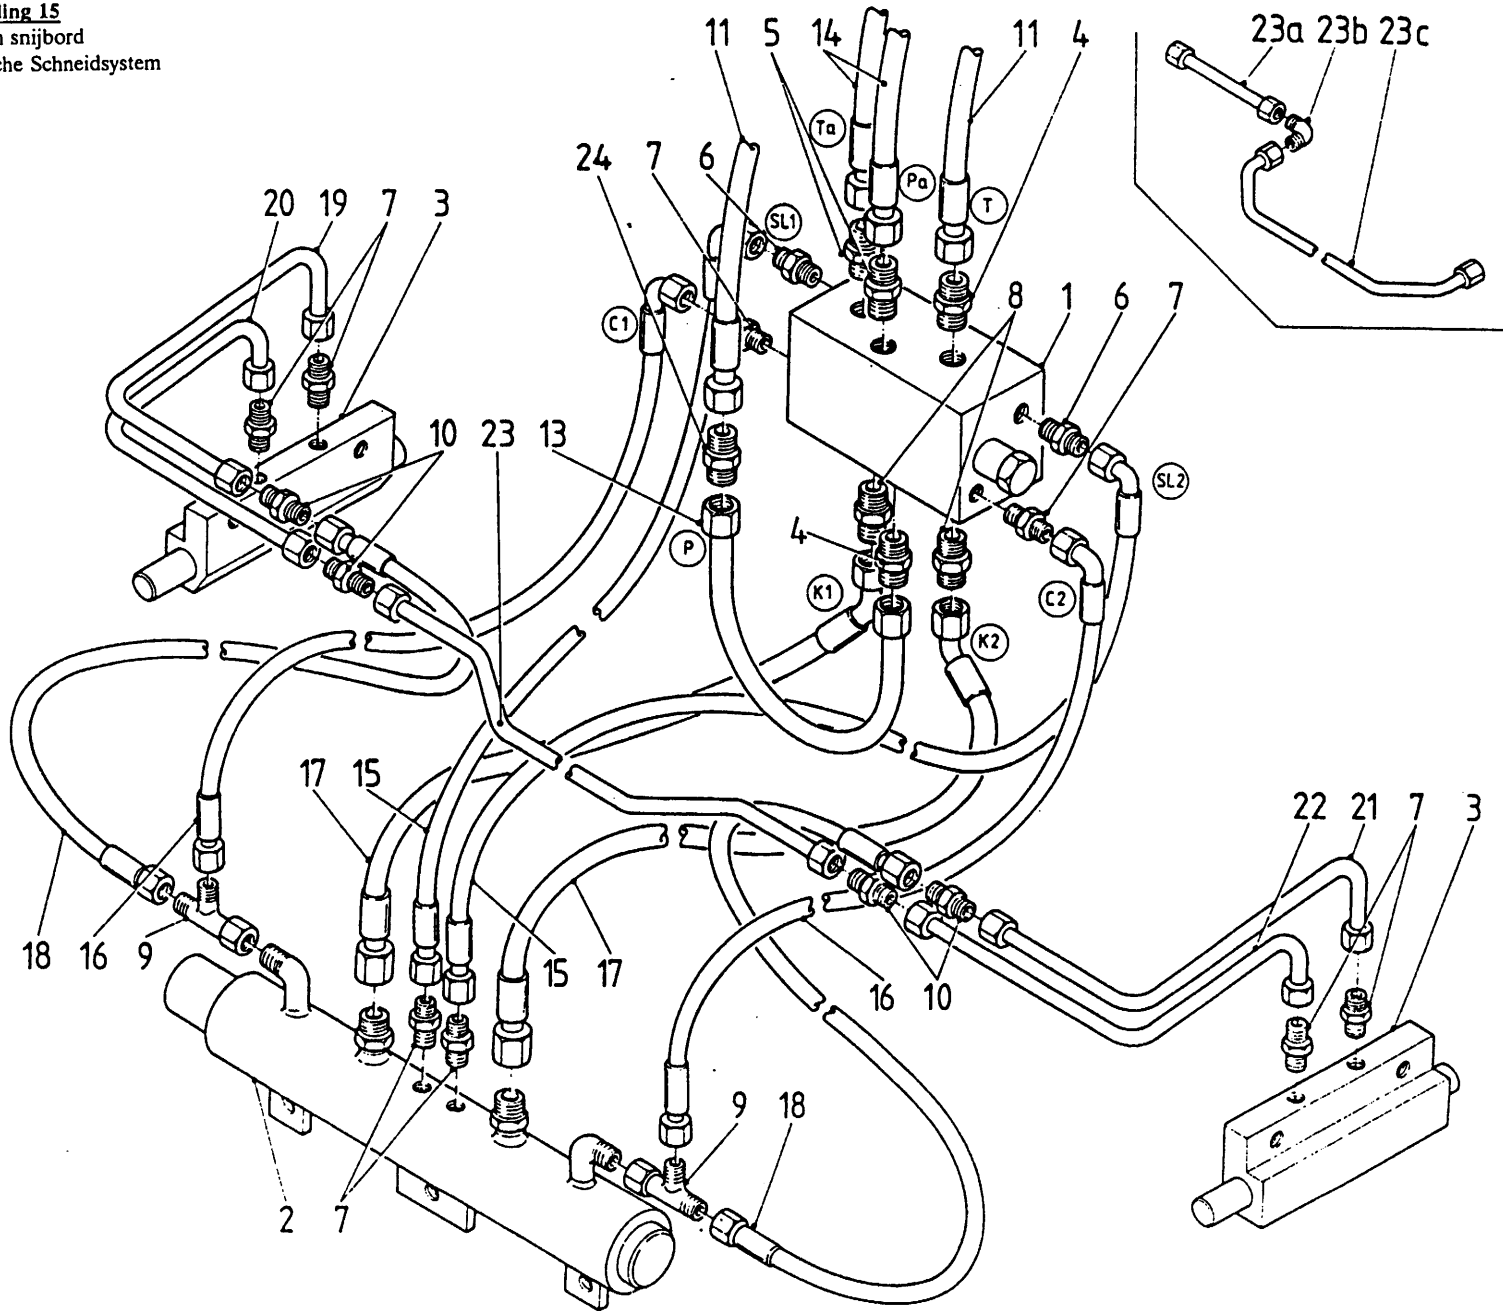 ling 15
n snijbord
che Schneidsystem
11 5 14 11 4
23a 23b 23c
Ta
24 7 6
Pa
T
20 19 7 3
SL1
C1
8 1 6 7
10 23 13
SL2
P
4
K1
C2
K2
17 15
22 21 7 3
18 16 9
15 17
16 10
9 18
2 7